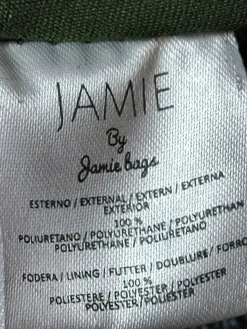 JAMIE
By
Jamie bags
ESTERNO / EXTERNAL / EXTERN / EXTERNA
EXTÉRIEUR
100 %
POLIURETANO / POLYURETHANE / POLYURETHAN
POLYURETHANE / POLIURETANO
FODERA / LINING / FUTTER / DOUBLURE / FORRO
100 %
POLIESTERE / POLYESTER / POLYESTER
POLYESTER / POLIESTER